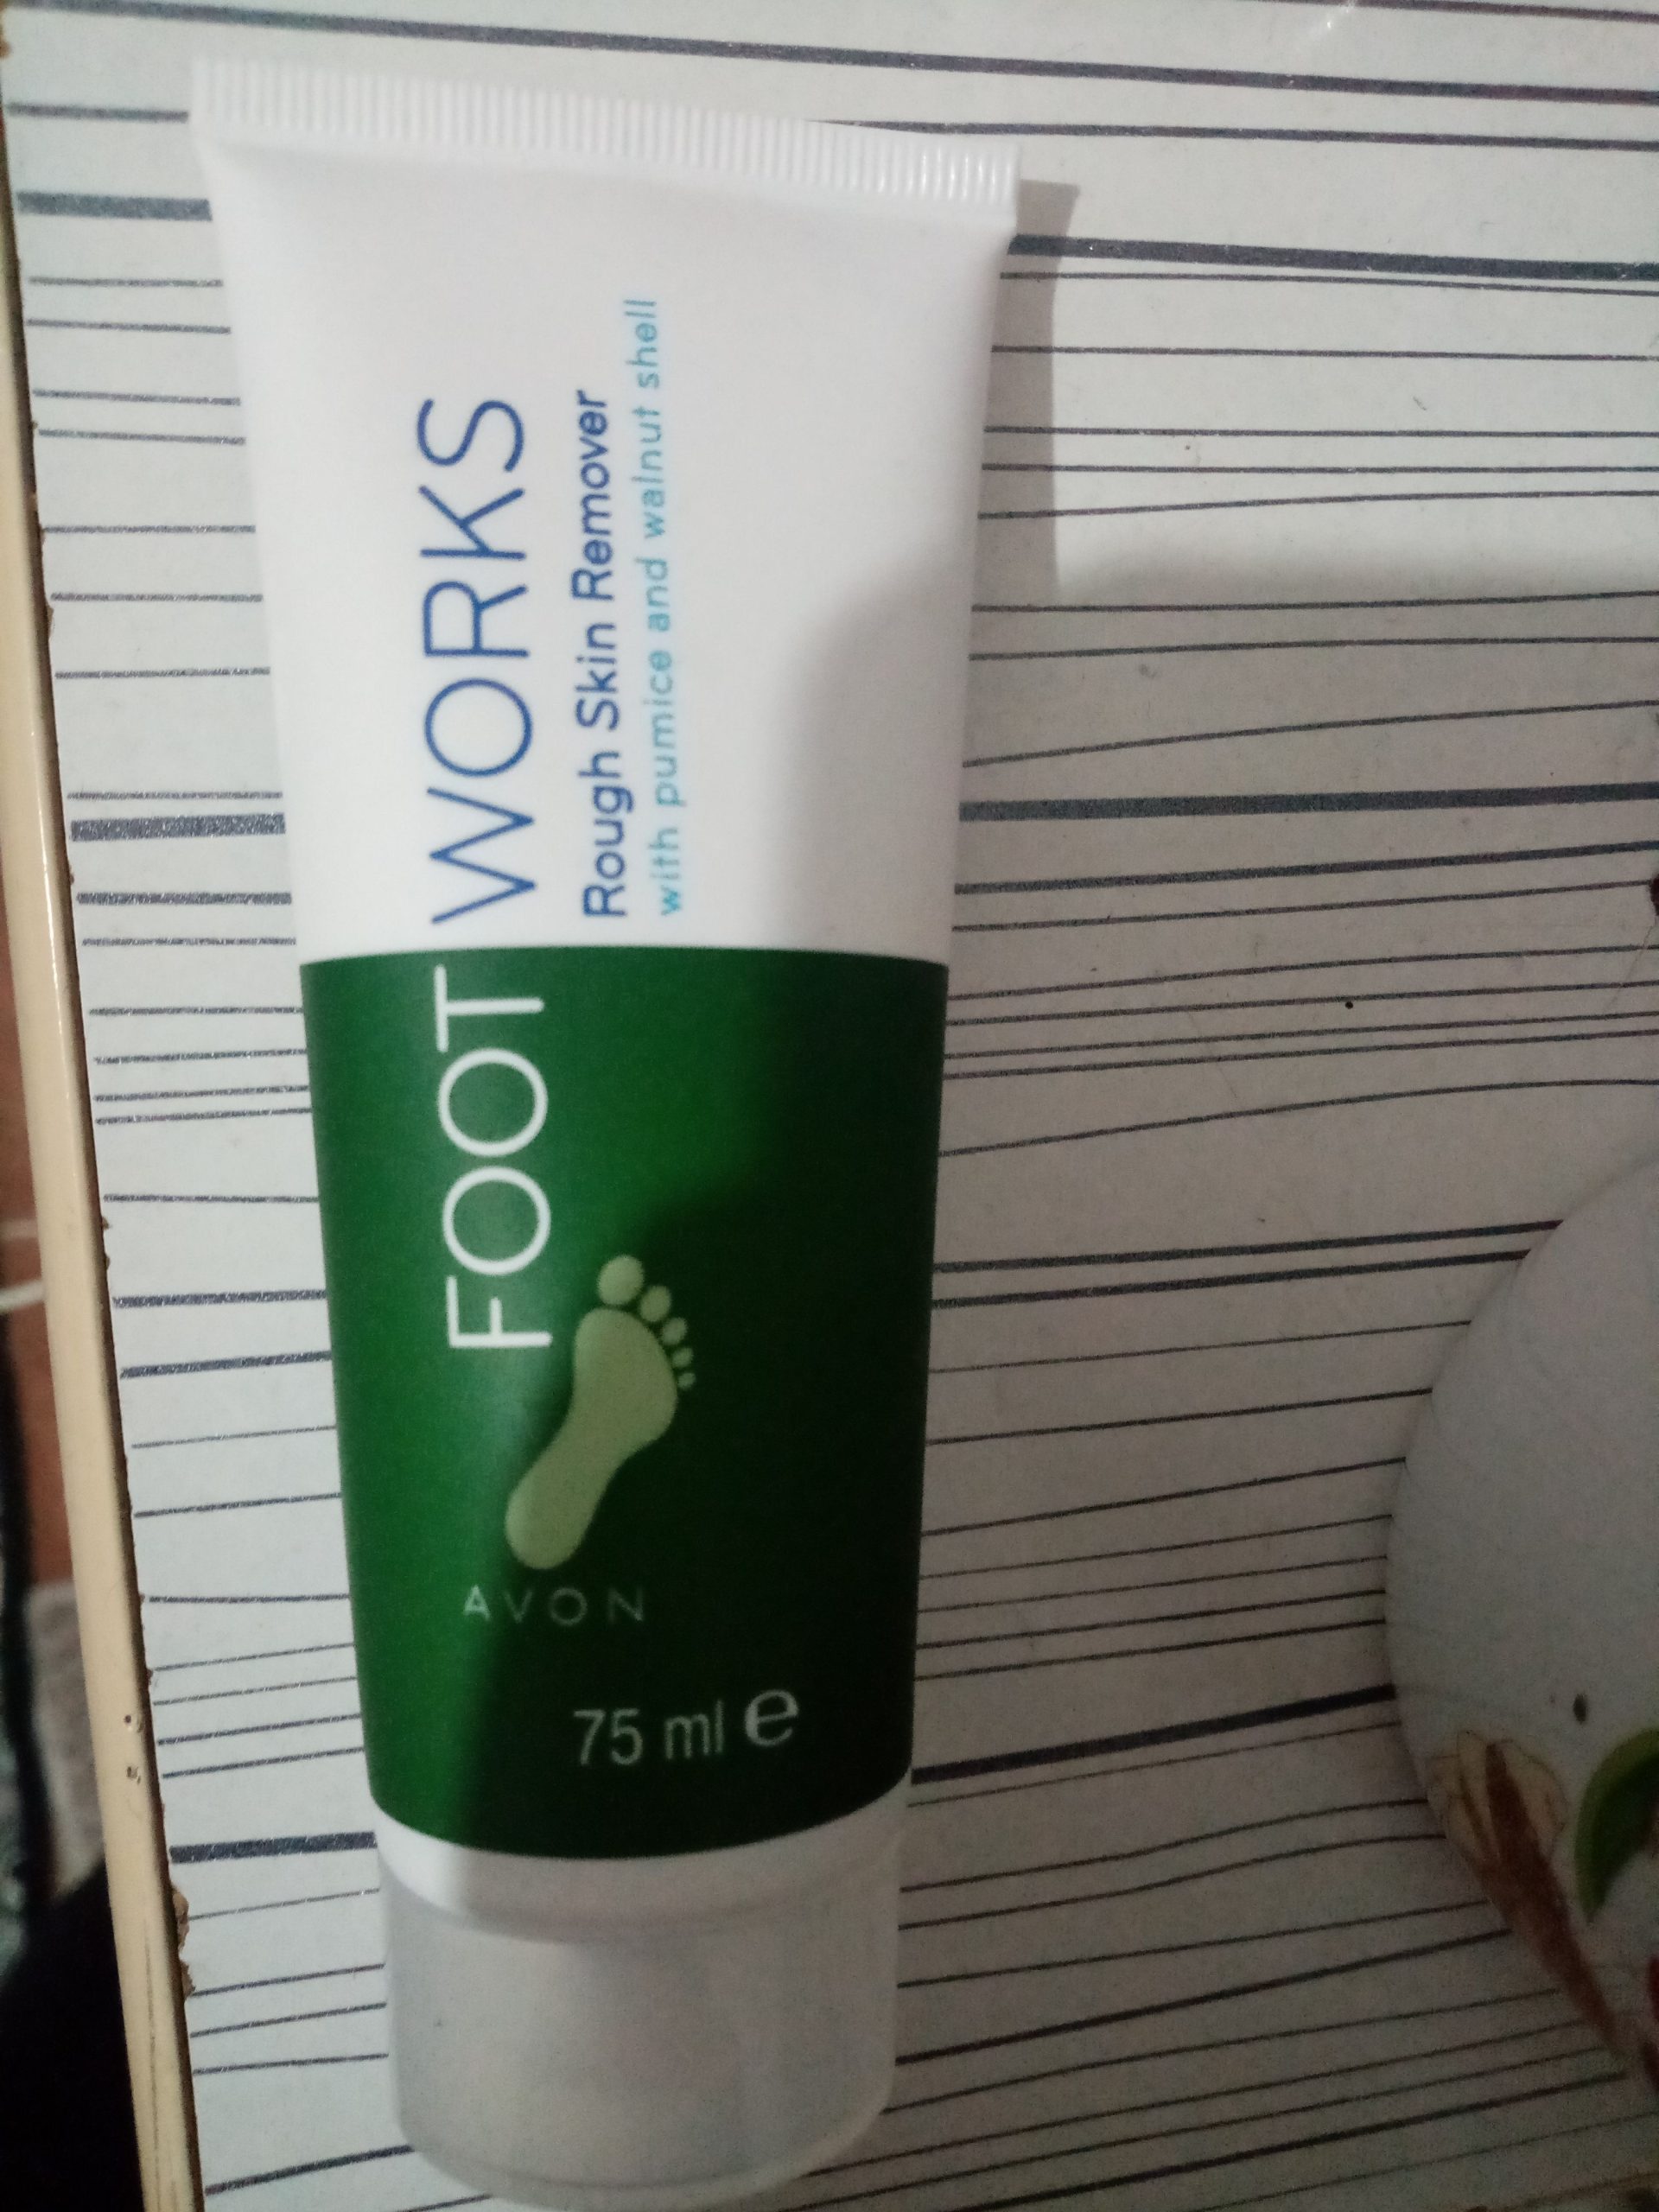 FOOT WORKS
Rough Skin Remover
with pumice and walnut shell
AVON
75 ml e